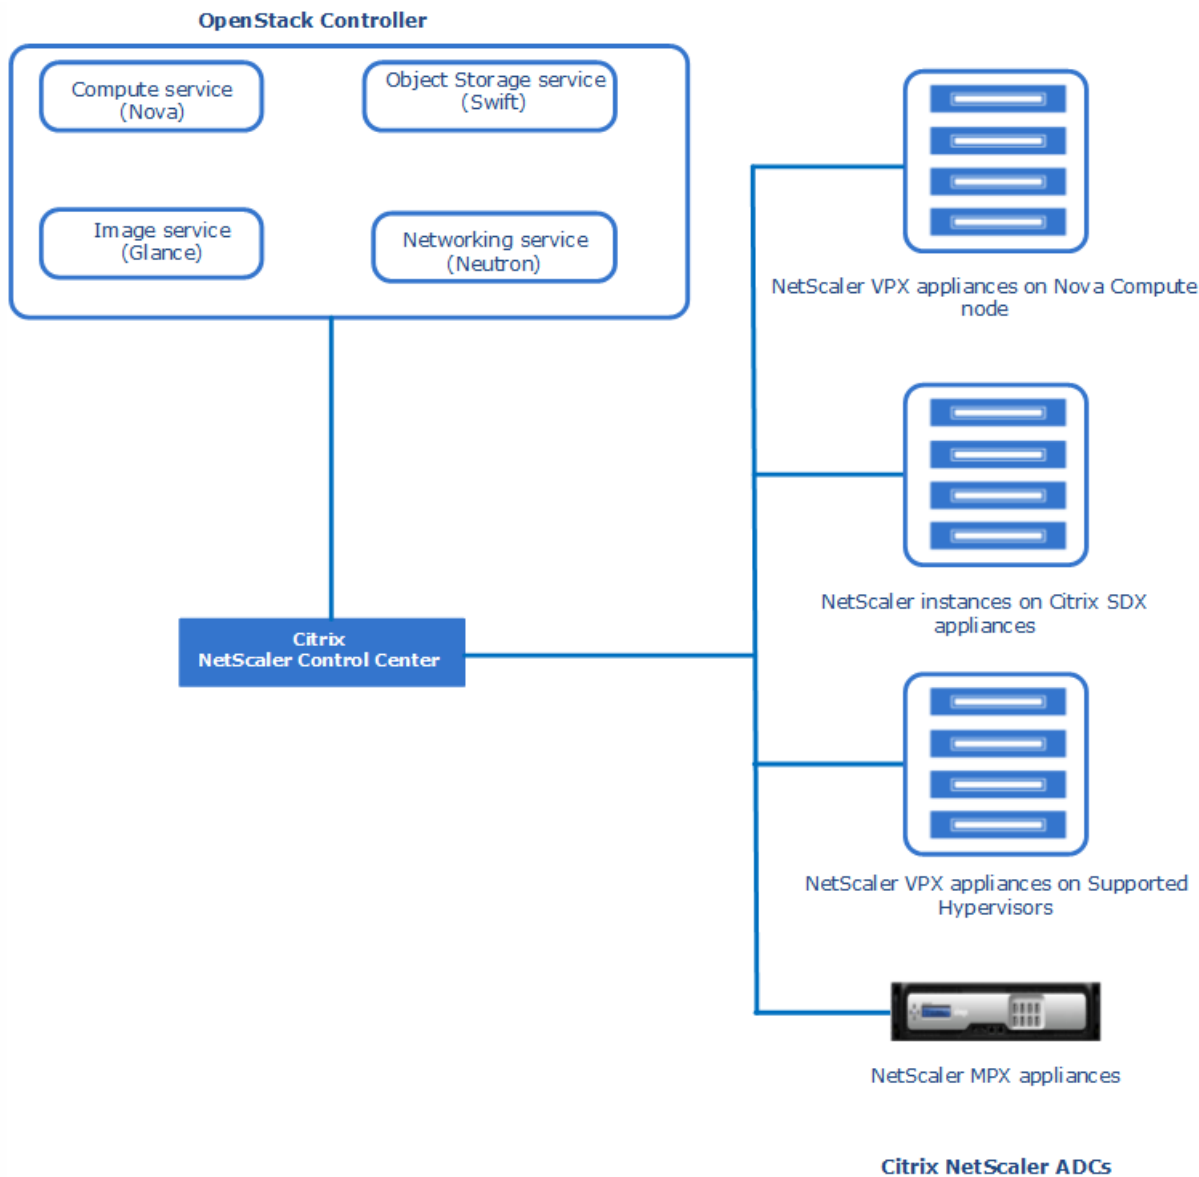 OpenStack Controller
Compute service
(Nova)
Object Storage service
(Swift)
Image service
(Glance)
Networking service
(Neutron)
Citrix
NetScaler Control Center
NetScaler VPX appliances on Nova Compute
node
NetScaler instances on Citrix SDX
appliances
NetScaler VPX appliances on Supported
Hypervisors
NetScaler MPX appliances
Citrix NetScaler ADCs